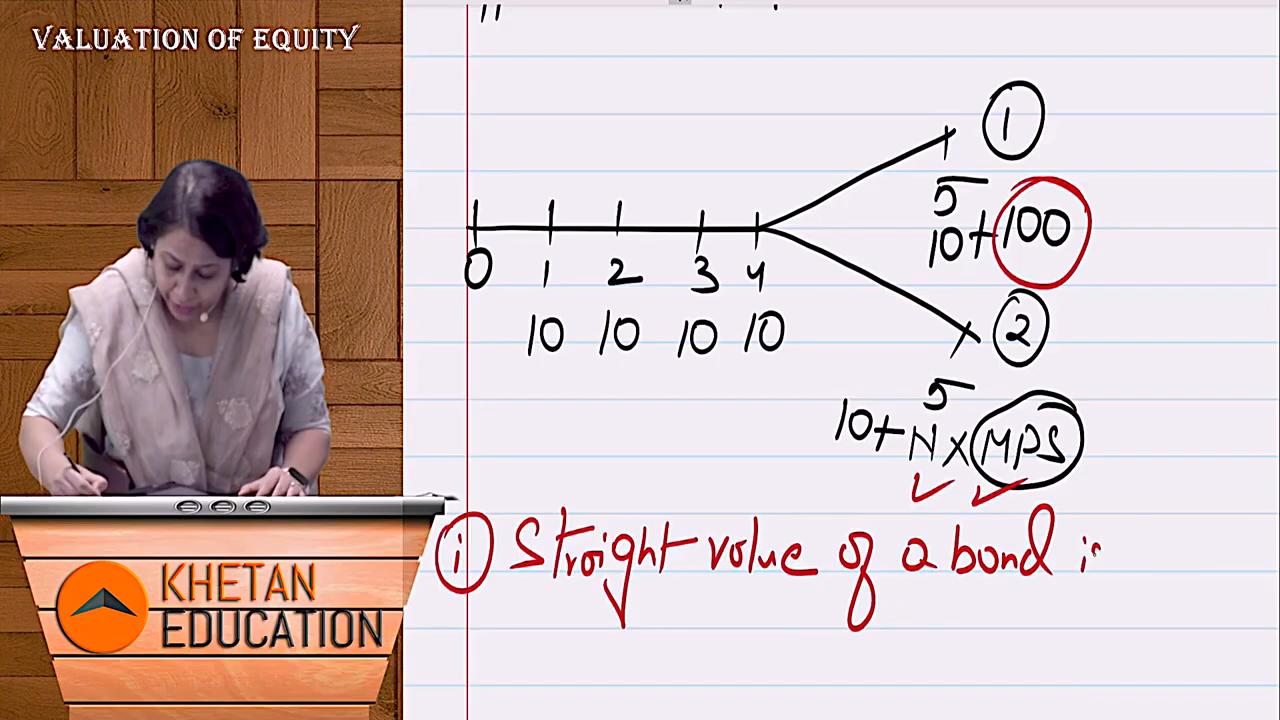 VALUATION OF EQUITY
1
5
10+100
0 1 2 3 4
10 10 10 10
2
5
10+ N x MPS
i) Straight value of a bond is
KHETAN
EDUCATION